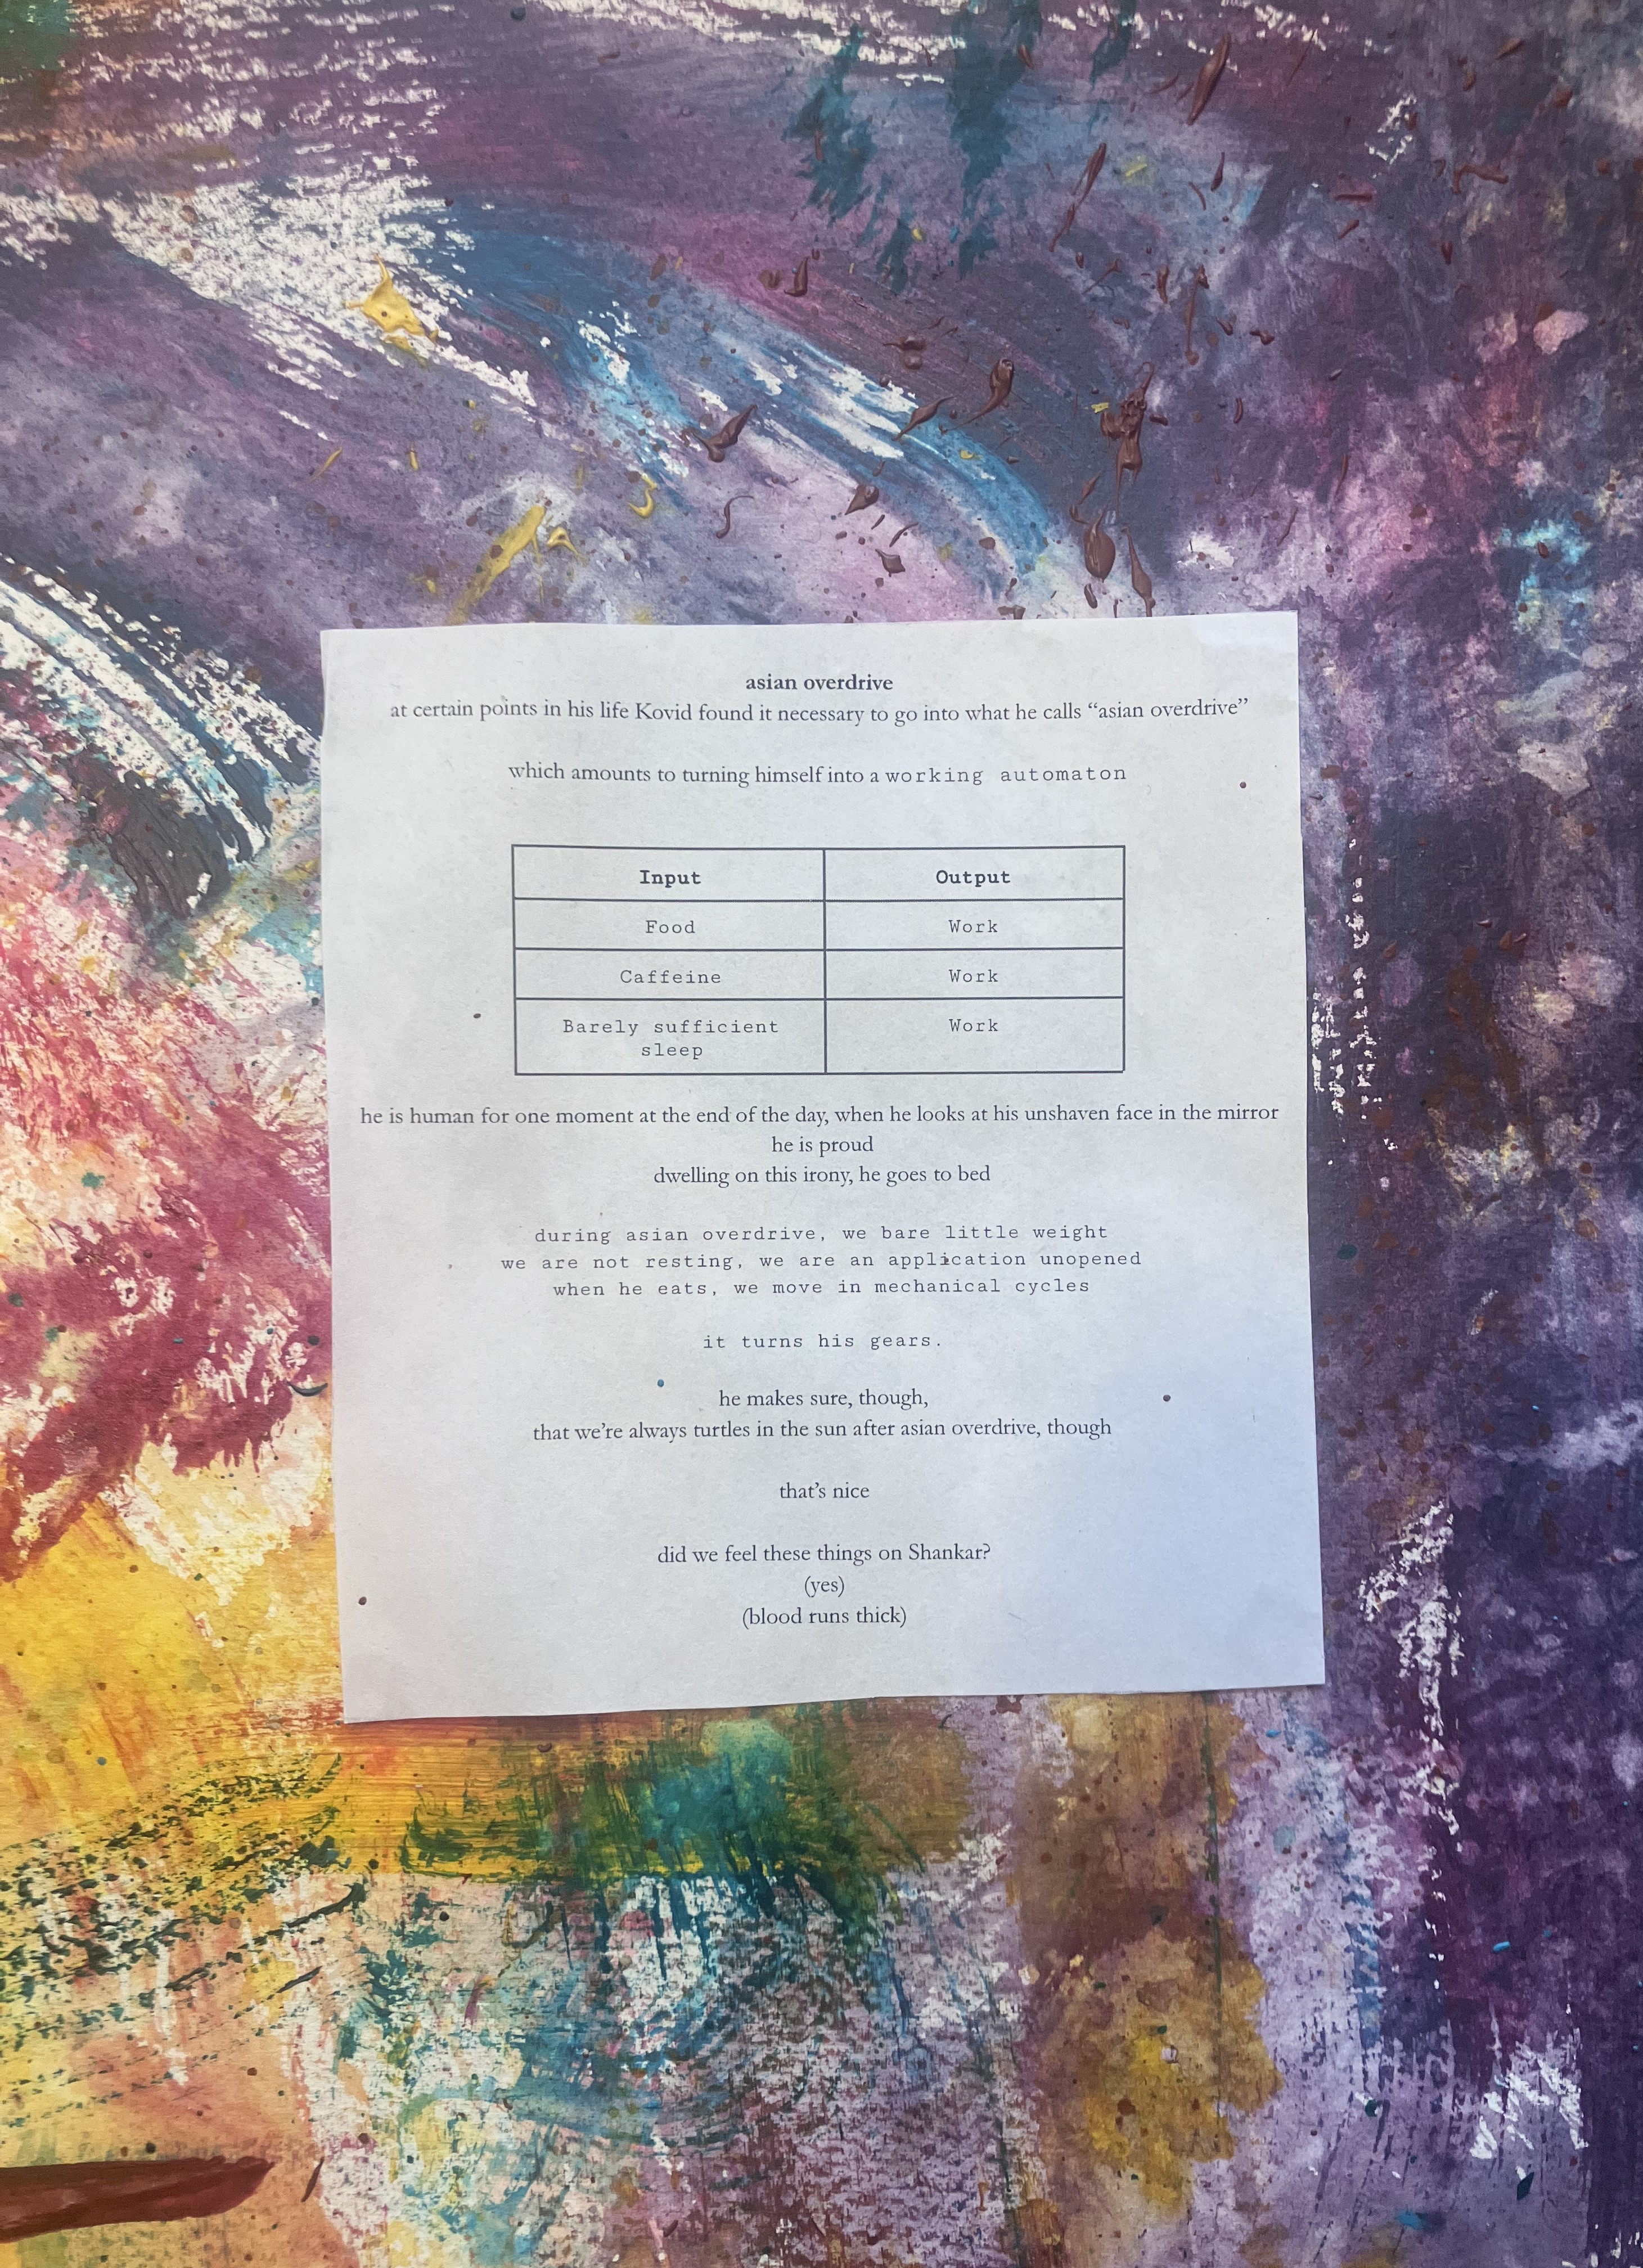 asian overdrive
at certain points in his life Kovid found it necessary to go into what he calls “asian overdrive”
which amounts to turning himself into a working automaton
Input Output
Food Work
Caffeine Work
Barely sufficient Work
sleep
he is human for one moment at the end of the day, when he looks at his unshaven face in the mirror
he is proud
dwelling on this irony, he goes to bed
during asian overdrive, we bare little weight
we are not resting, we are an application unopened
when he eats, we move in mechanical cycles
it turns his gears.
he makes sure, though,
that we’re always turtles in the sun after asian overdrive, though
that’s nice
did we feel these things on Shankar?
(yes)
(blood runs thick)